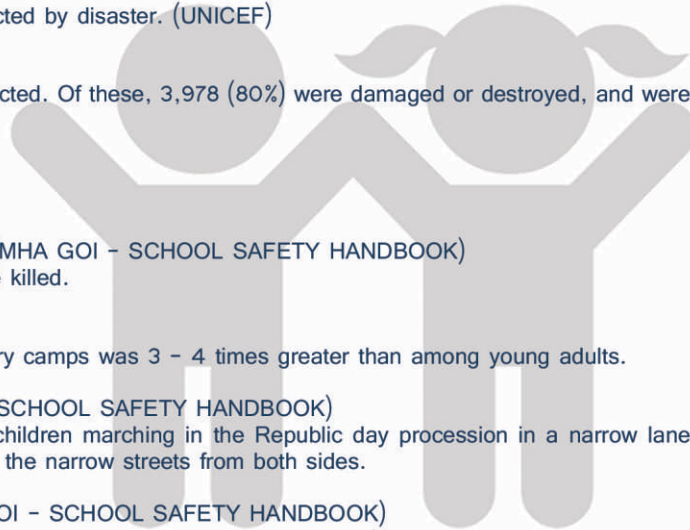 cted by disaster. (UNICEF)
cted. Of these, 3,978 (80%) were damaged or destroyed, and were
MHA GOI - SCHOOL SAFETY HANDBOOK)
killed.
ry camps was 3 - 4 times greater than among young adults.
SCHOOL SAFETY HANDBOOK)
children marching in the Republic day procession in a narrow lane
the narrow streets from both sides.
OI - SCHOOL SAFETY HANDBOOK)